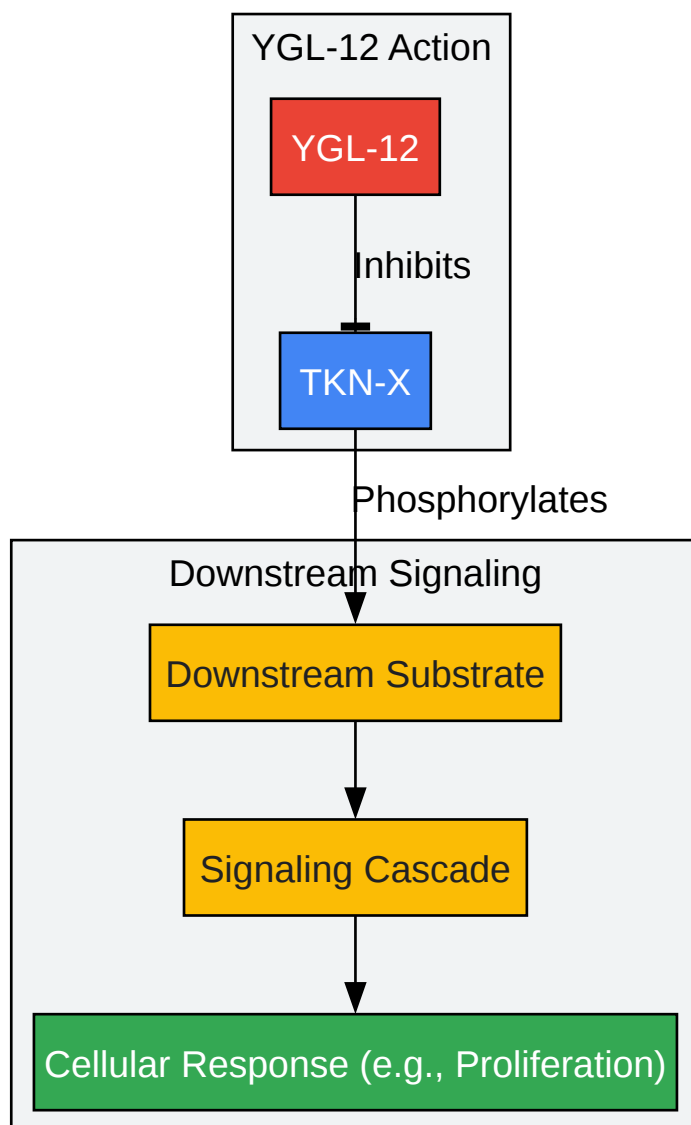 YGL-12 Action
YGL-12
Inhibits
TKN-X
Phosphorylates
Downstream Signaling
Downstream Substrate
Signaling Cascade
Cellular Response (e.g., Proliferation)